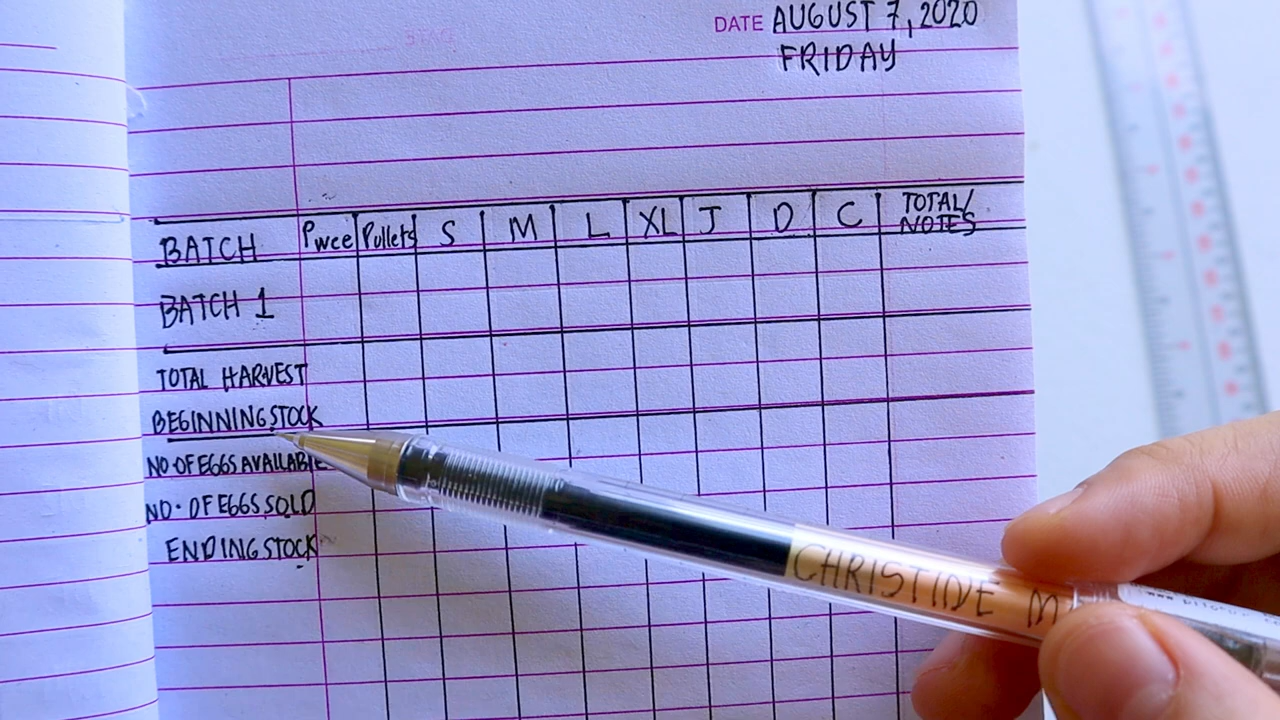 DATE AUGUST 7, 2020
FRIDAY
BATCH Pwee Pullets S M L XL J D C TOTAL/
NOTES
BATCH 1
TOTAL HARVEST
BEGINNING STOCK
NO. OF EGGS AVAILABLE
NO. OF EGGS SOLD
ENDING STOCK
CHRISTINE M